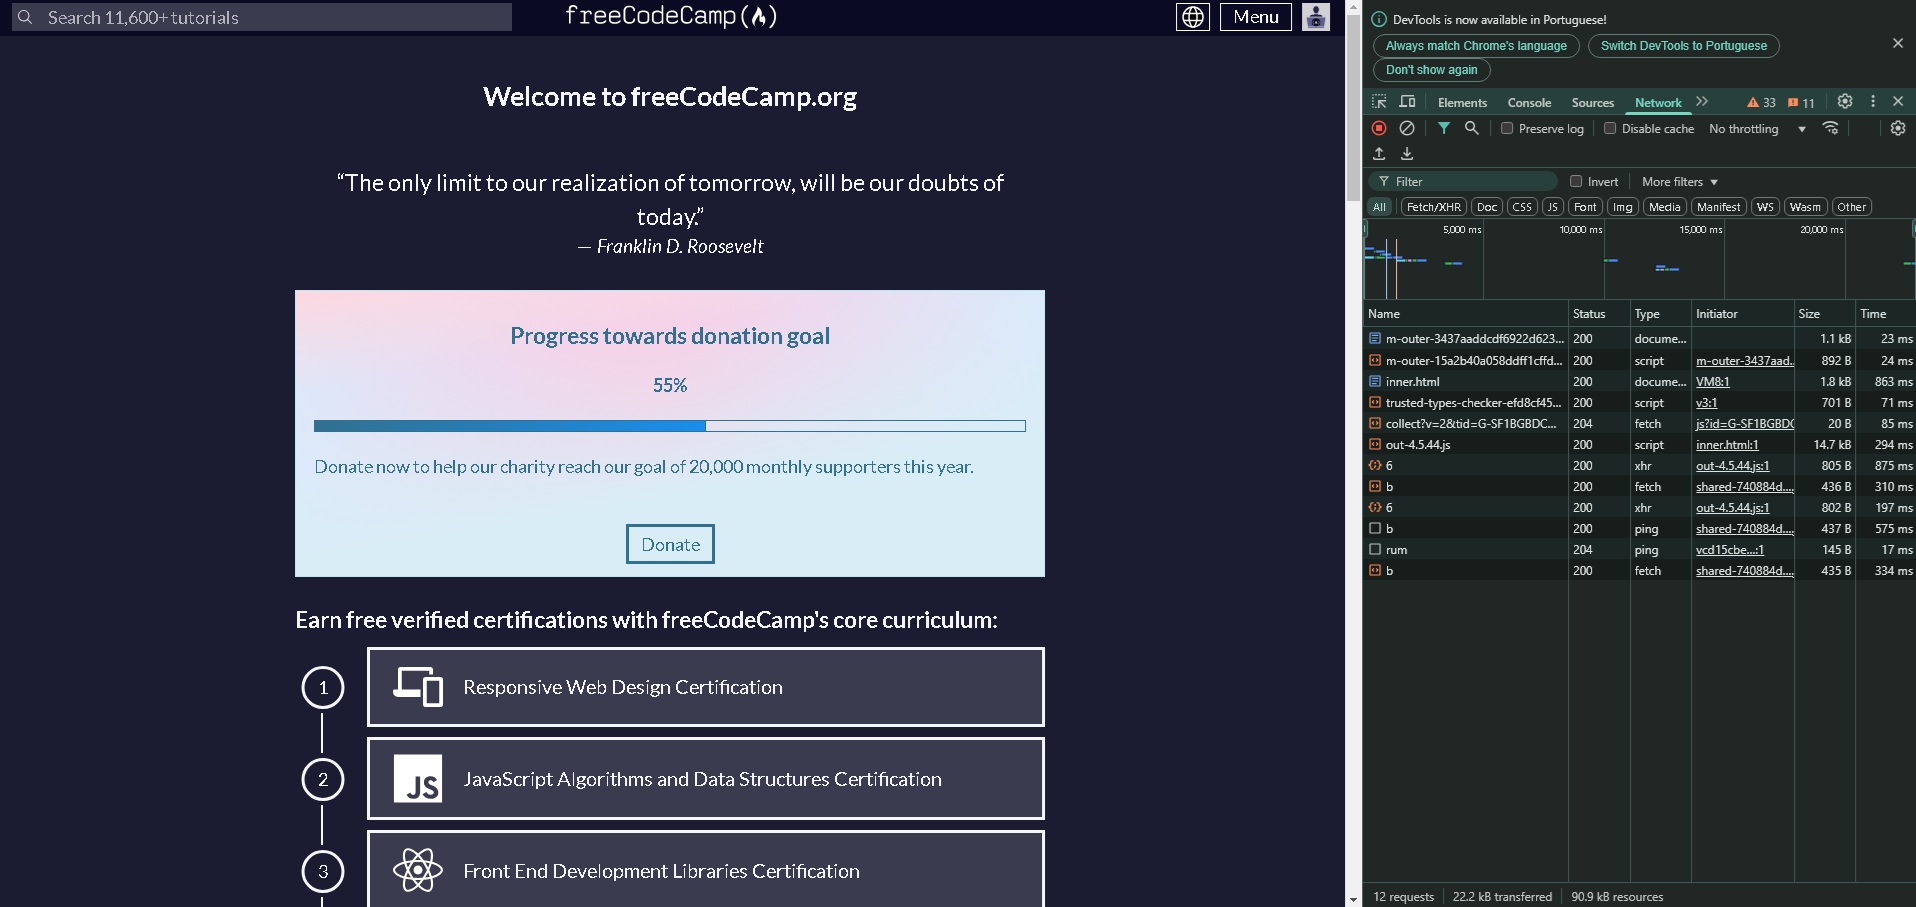 Search 11,600+ tutorials
freeCodeCamp
Menu
Welcome to freeCodeCamp.org
“The only limit to our realization of tomorrow, will be our doubts of
today.”
— Franklin D. Roosevelt
Progress towards donation goal
55%
Donate now to help our charity reach our goal of 20,000 monthly supporters this year.
Donate
Earn free verified certifications with freeCodeCamp's core curriculum:
1 Responsive Web Design Certification
2 JS JavaScript Algorithms and Data Structures Certification
3 Front End Development Libraries Certification
DevTools is now available in Portuguese!
Always match Chrome's language Switch DevTools to Portuguese
Don't show again
Elements Console Sources Network 33 11
Preserve log Disable cache No throttling
Filter Invert More filters
All Fetch/XHR Doc CSS JS Font Img Media Manifest WS Wasm Other
5,000 ms 10,000 ms 15,000 ms 20,000 ms
Name Status Type Initiator Size Time
m-outer-3437aaddcdf6922d623... 200 docume... 1.1 kB 23 ms
m-outer-15a2b40a058ddff1cffd... 200 script m-outer-3437aad... 892 B 24 ms
inner.html 200 docume... VM8:1 1.8 kB 863 ms
trusted-types-checker-efd8cf45... 200 script v3:1 701 B 71 ms
collect?v=2&tid=G-SF1BGBDC... 204 fetch js?id=G-SF1BGBDC 20 B 85 ms
out-4.5.44.js 200 script inner.html:1 14.7 kB 294 ms
6 200 xhr out-4.5.44.js:1 805 B 875 ms
b 200 fetch shared-740884d... 436 B 310 ms
6 200 xhr out-4.5.44.js:1 802 B 197 ms
b 200 ping shared-740884d... 437 B 575 ms
rum 204 ping vcd15cbe...:1 145 B 17 ms
b 200 fetch shared-740884d... 435 B 334 ms
12 requests 22.2 kB transferred 90.9 kB resources